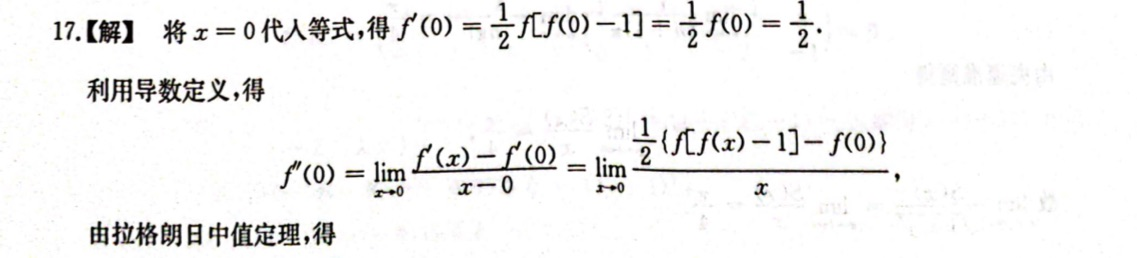 17.【解】 将 x = 0 代入等式,得 f′(0) = \frac{1}{2} f[f(0) − 1] = \frac{1}{2} f(0) = \frac{1}{2}.
利用导数定义,得
f″(0) = \lim_{x→0} \frac{f′(x) − f′(0)}{x − 0} = \lim_{x→0} \frac{\frac{1}{2}{f[f(x) − 1] − f(0)}}{x},
由拉格朗日中值定理,得